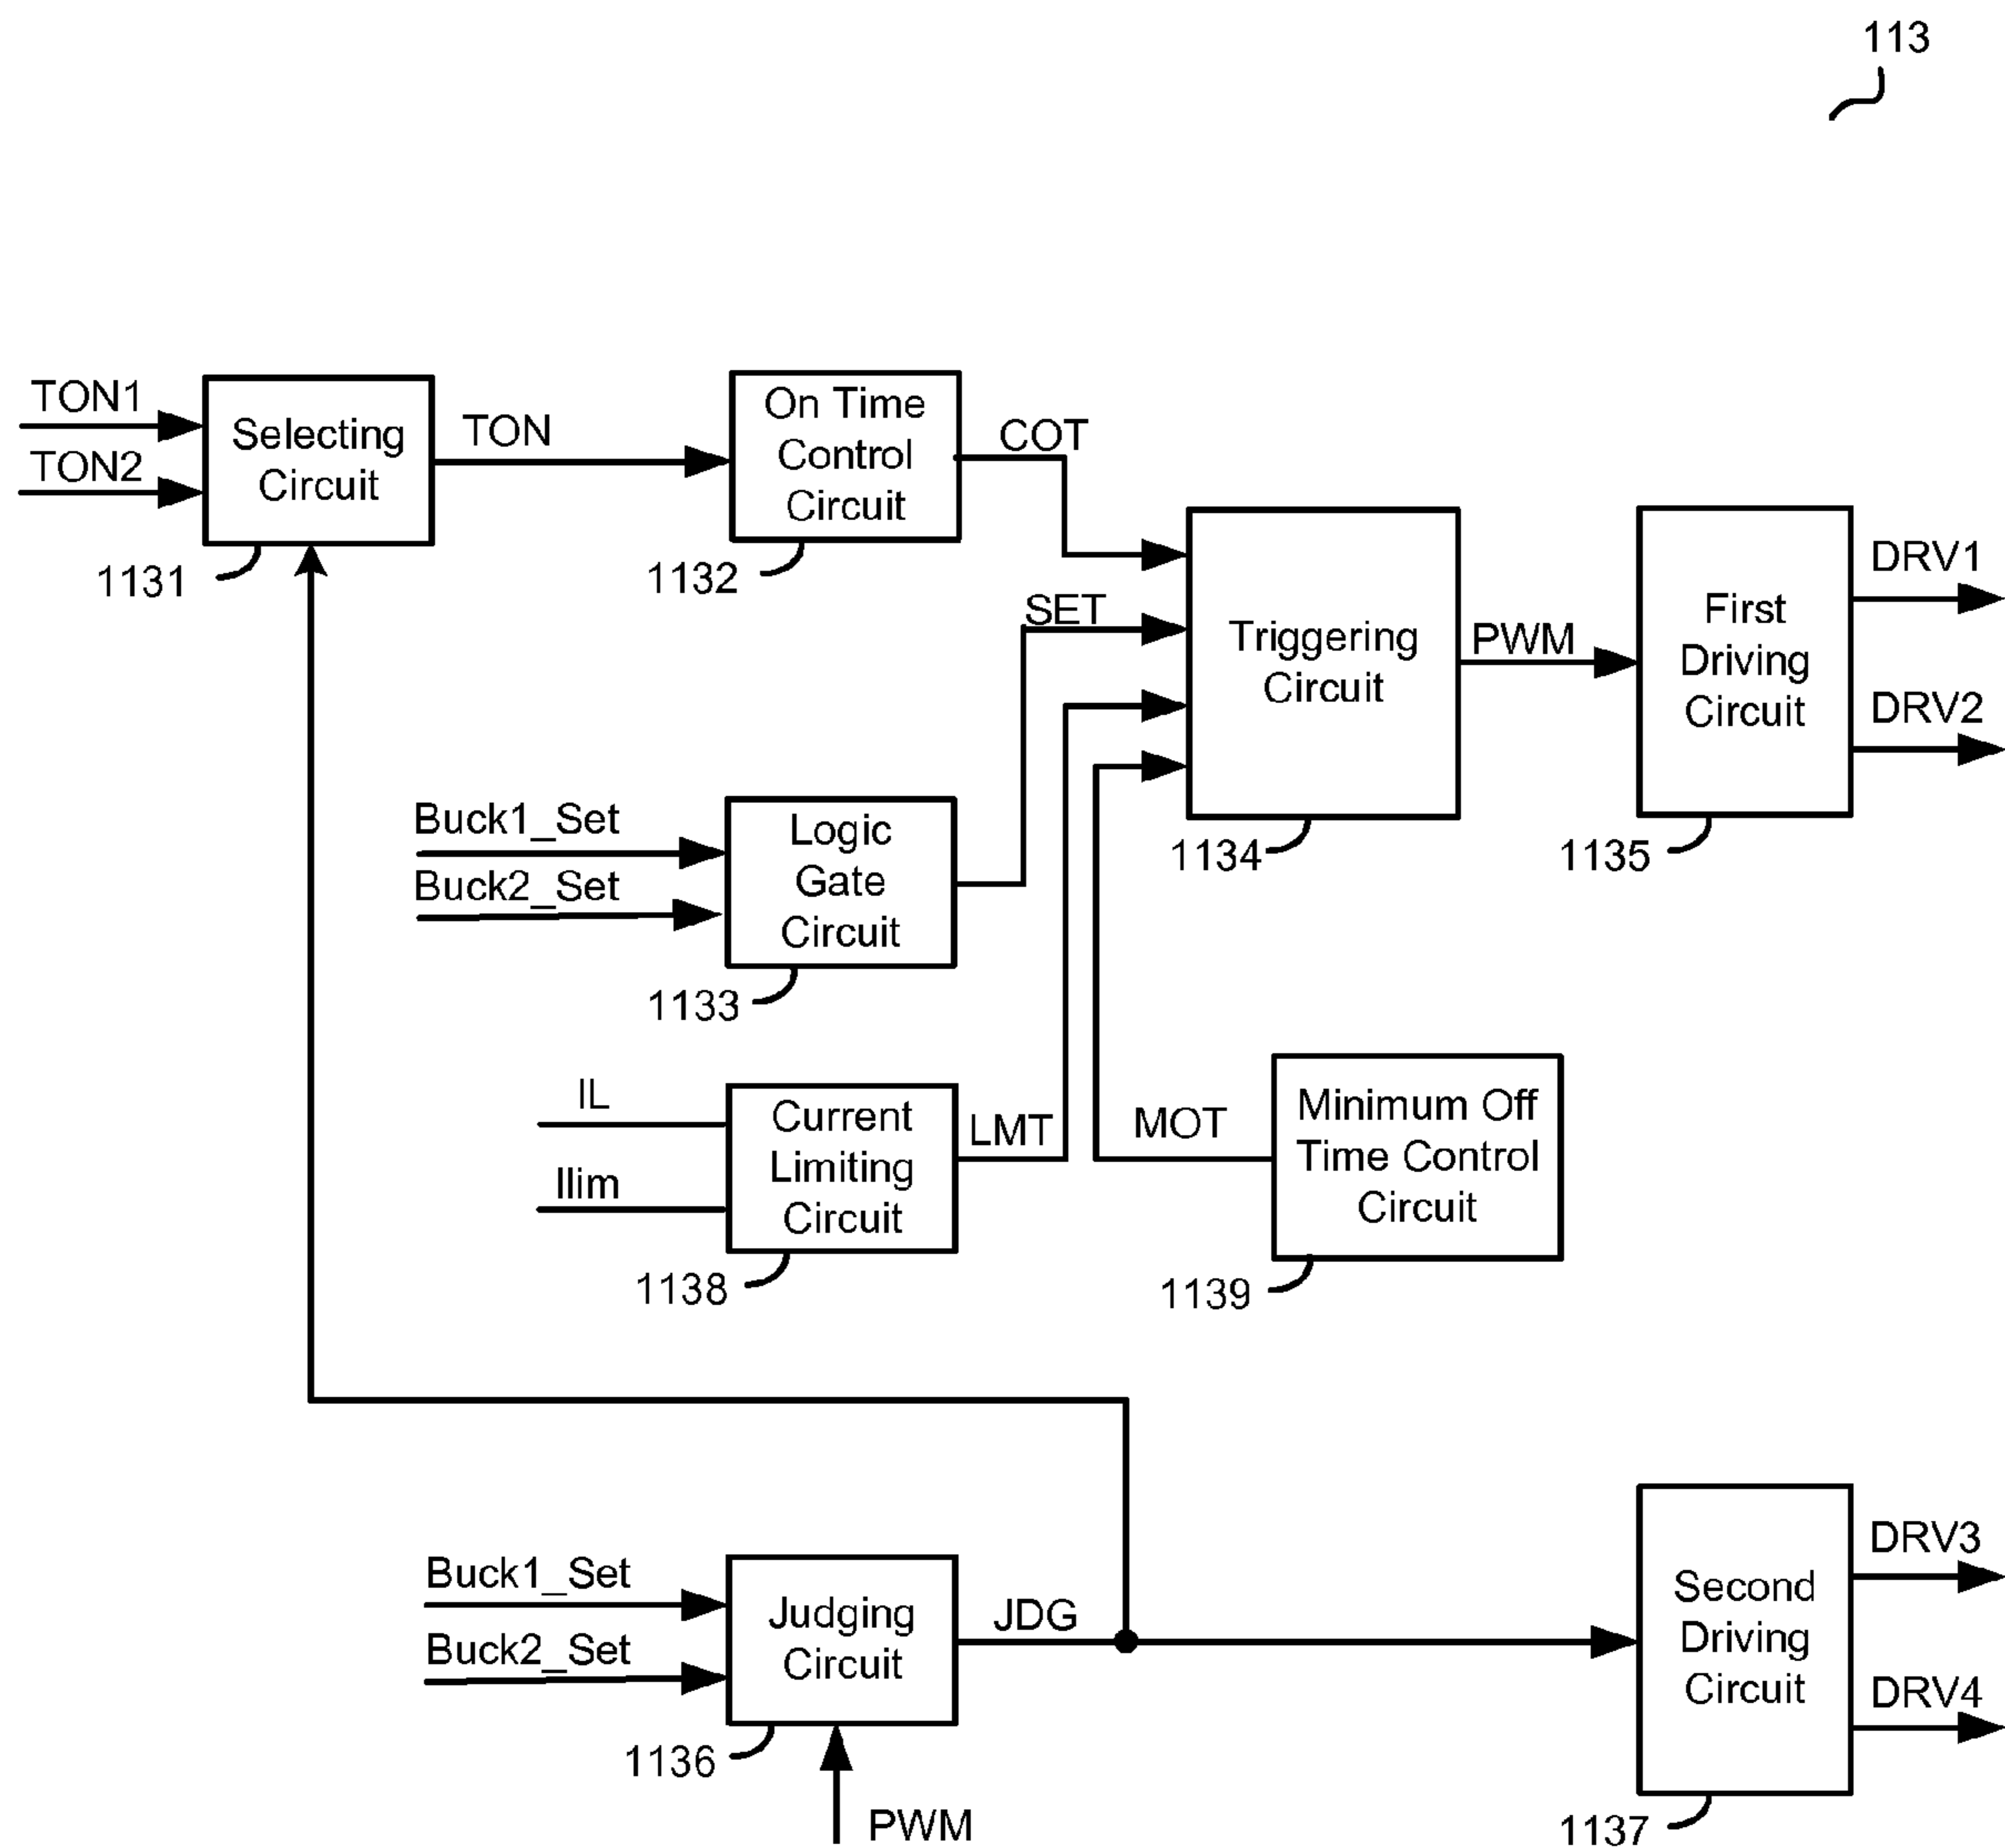 113
TON1
TON2
Selecting
Circuit
1131
TON
On Time
Control
Circuit
1132
COT
SET
Triggering
Circuit
1134
PWM
First
Driving
Circuit
1135
DRV1
DRV2
Buck1_Set
Buck2_Set
Logic
Gate
Circuit
1133
IL
Ilim
Current
Limiting
Circuit
1138
LMT
MOT
Minimum Off
Time Control
Circuit
1139
Buck1_Set
Buck2_Set
Judging
Circuit
1136
PWM
JDG
Second
Driving
Circuit
1137
DRV3
DRV4